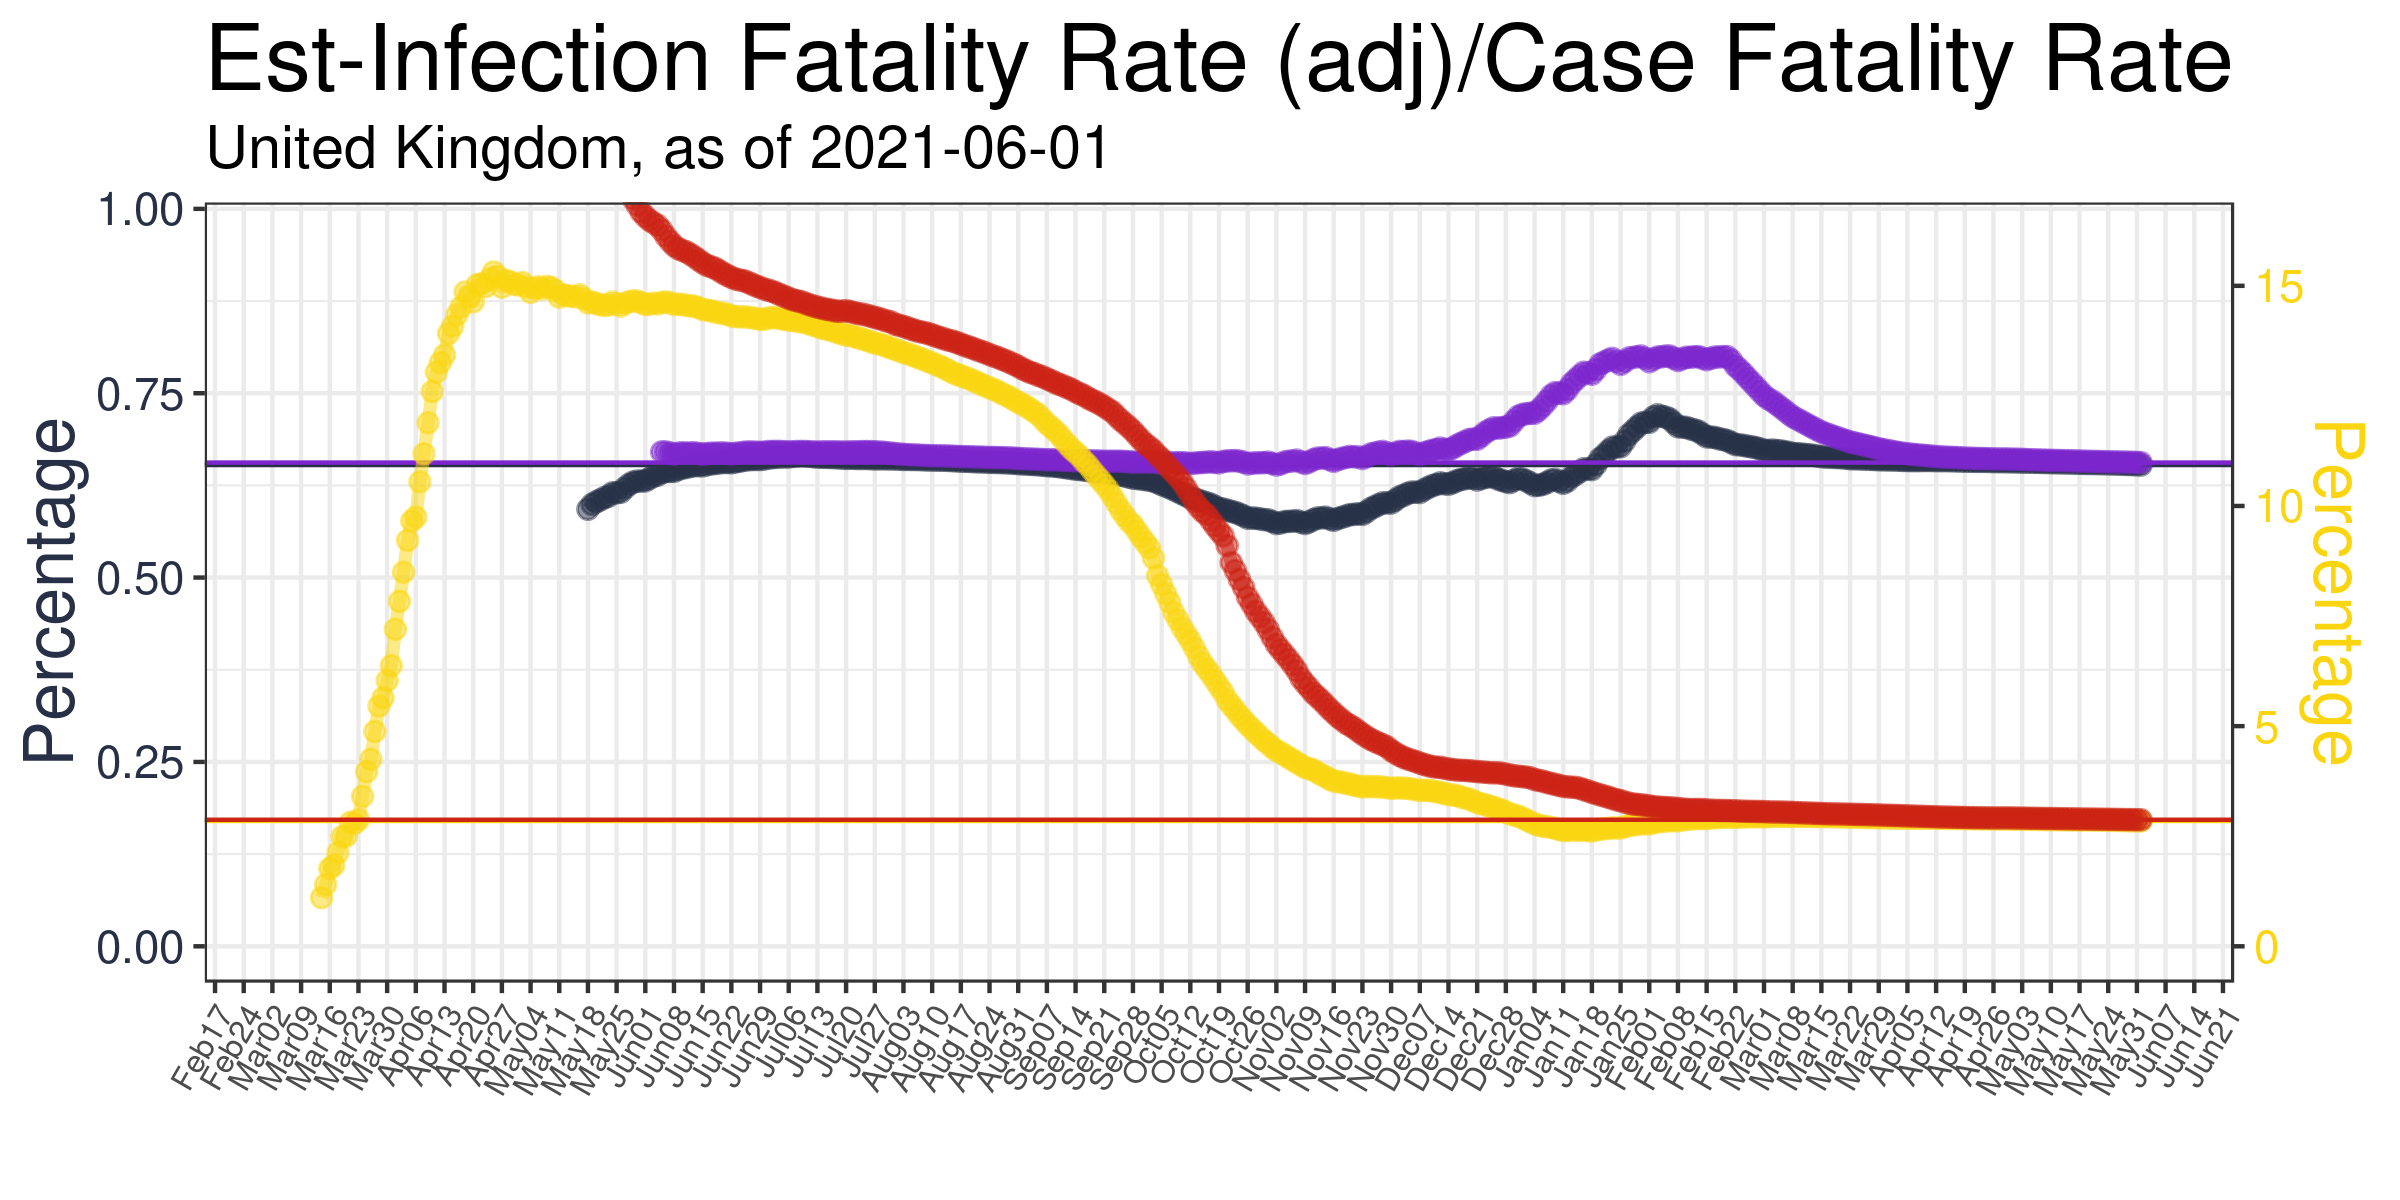 Est-Infection Fatality Rate (adj)/Case Fatality Rate
United Kingdom, as of 2021-06-01
Percentage
1.00
0.75
0.50
0.25
0.00
15
10
5
0
Percentage
Feb17
Feb24
Mar02
Mar09
Mar16
Mar23
Mar30
Apr06
Apr13
Apr20
Apr27
May04
May11
May18
May25
Jun01
Jun08
Jun15
Jun22
Jun29
Jul06
Jul13
Jul20
Jul27
Aug03
Aug10
Aug17
Aug24
Aug31
Sep07
Sep14
Sep21
Sep28
Oct05
Oct12
Oct19
Oct26
Nov02
Nov09
Nov16
Nov23
Nov30
Dec07
Dec14
Dec21
Dec28
Jan04
Jan11
Jan18
Jan25
Feb01
Feb08
Feb15
Feb22
Mar01
Mar08
Mar15
Mar22
Mar29
Apr05
Apr12
Apr19
Apr26
May03
May10
May17
May24
May31
Jun07
Jun14
Jun21